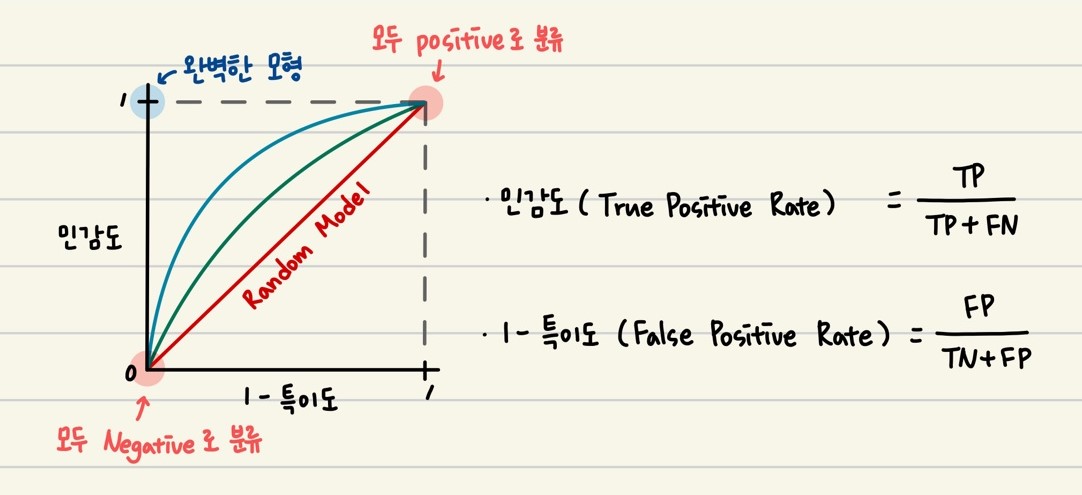 모두 positive로 분류
완벽한 모형
1
민감도
Random Model
0
1 - 특이도
1
모두 Negative로 분류
· 민감도 ( True Positive Rate ) = TP
TP + FN
· 1 - 특이도 (False Positive Rate) = FP
TN + FP